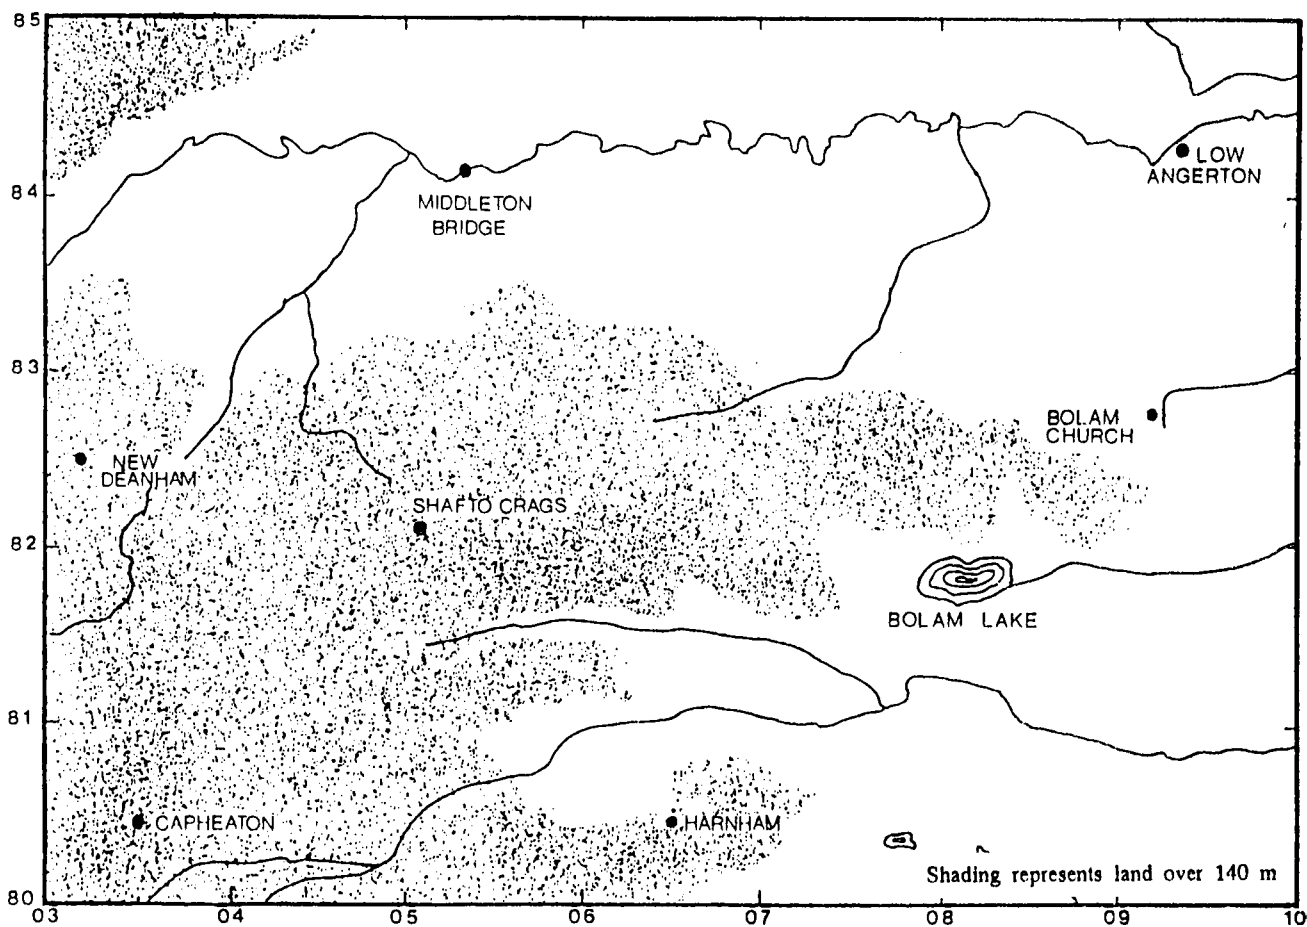 85
LOW
ANGERTON
84
MIDDLETON
BRIDGE
83
BOLAM
CHURCH
NEW
DEANHAM
SHAFTO CRAGS
82
BOLAM LAKE
81
CAPHEATON
HARNHAM
Shading represents land over 140 m
80
03
04
05
06
07
08
09
10